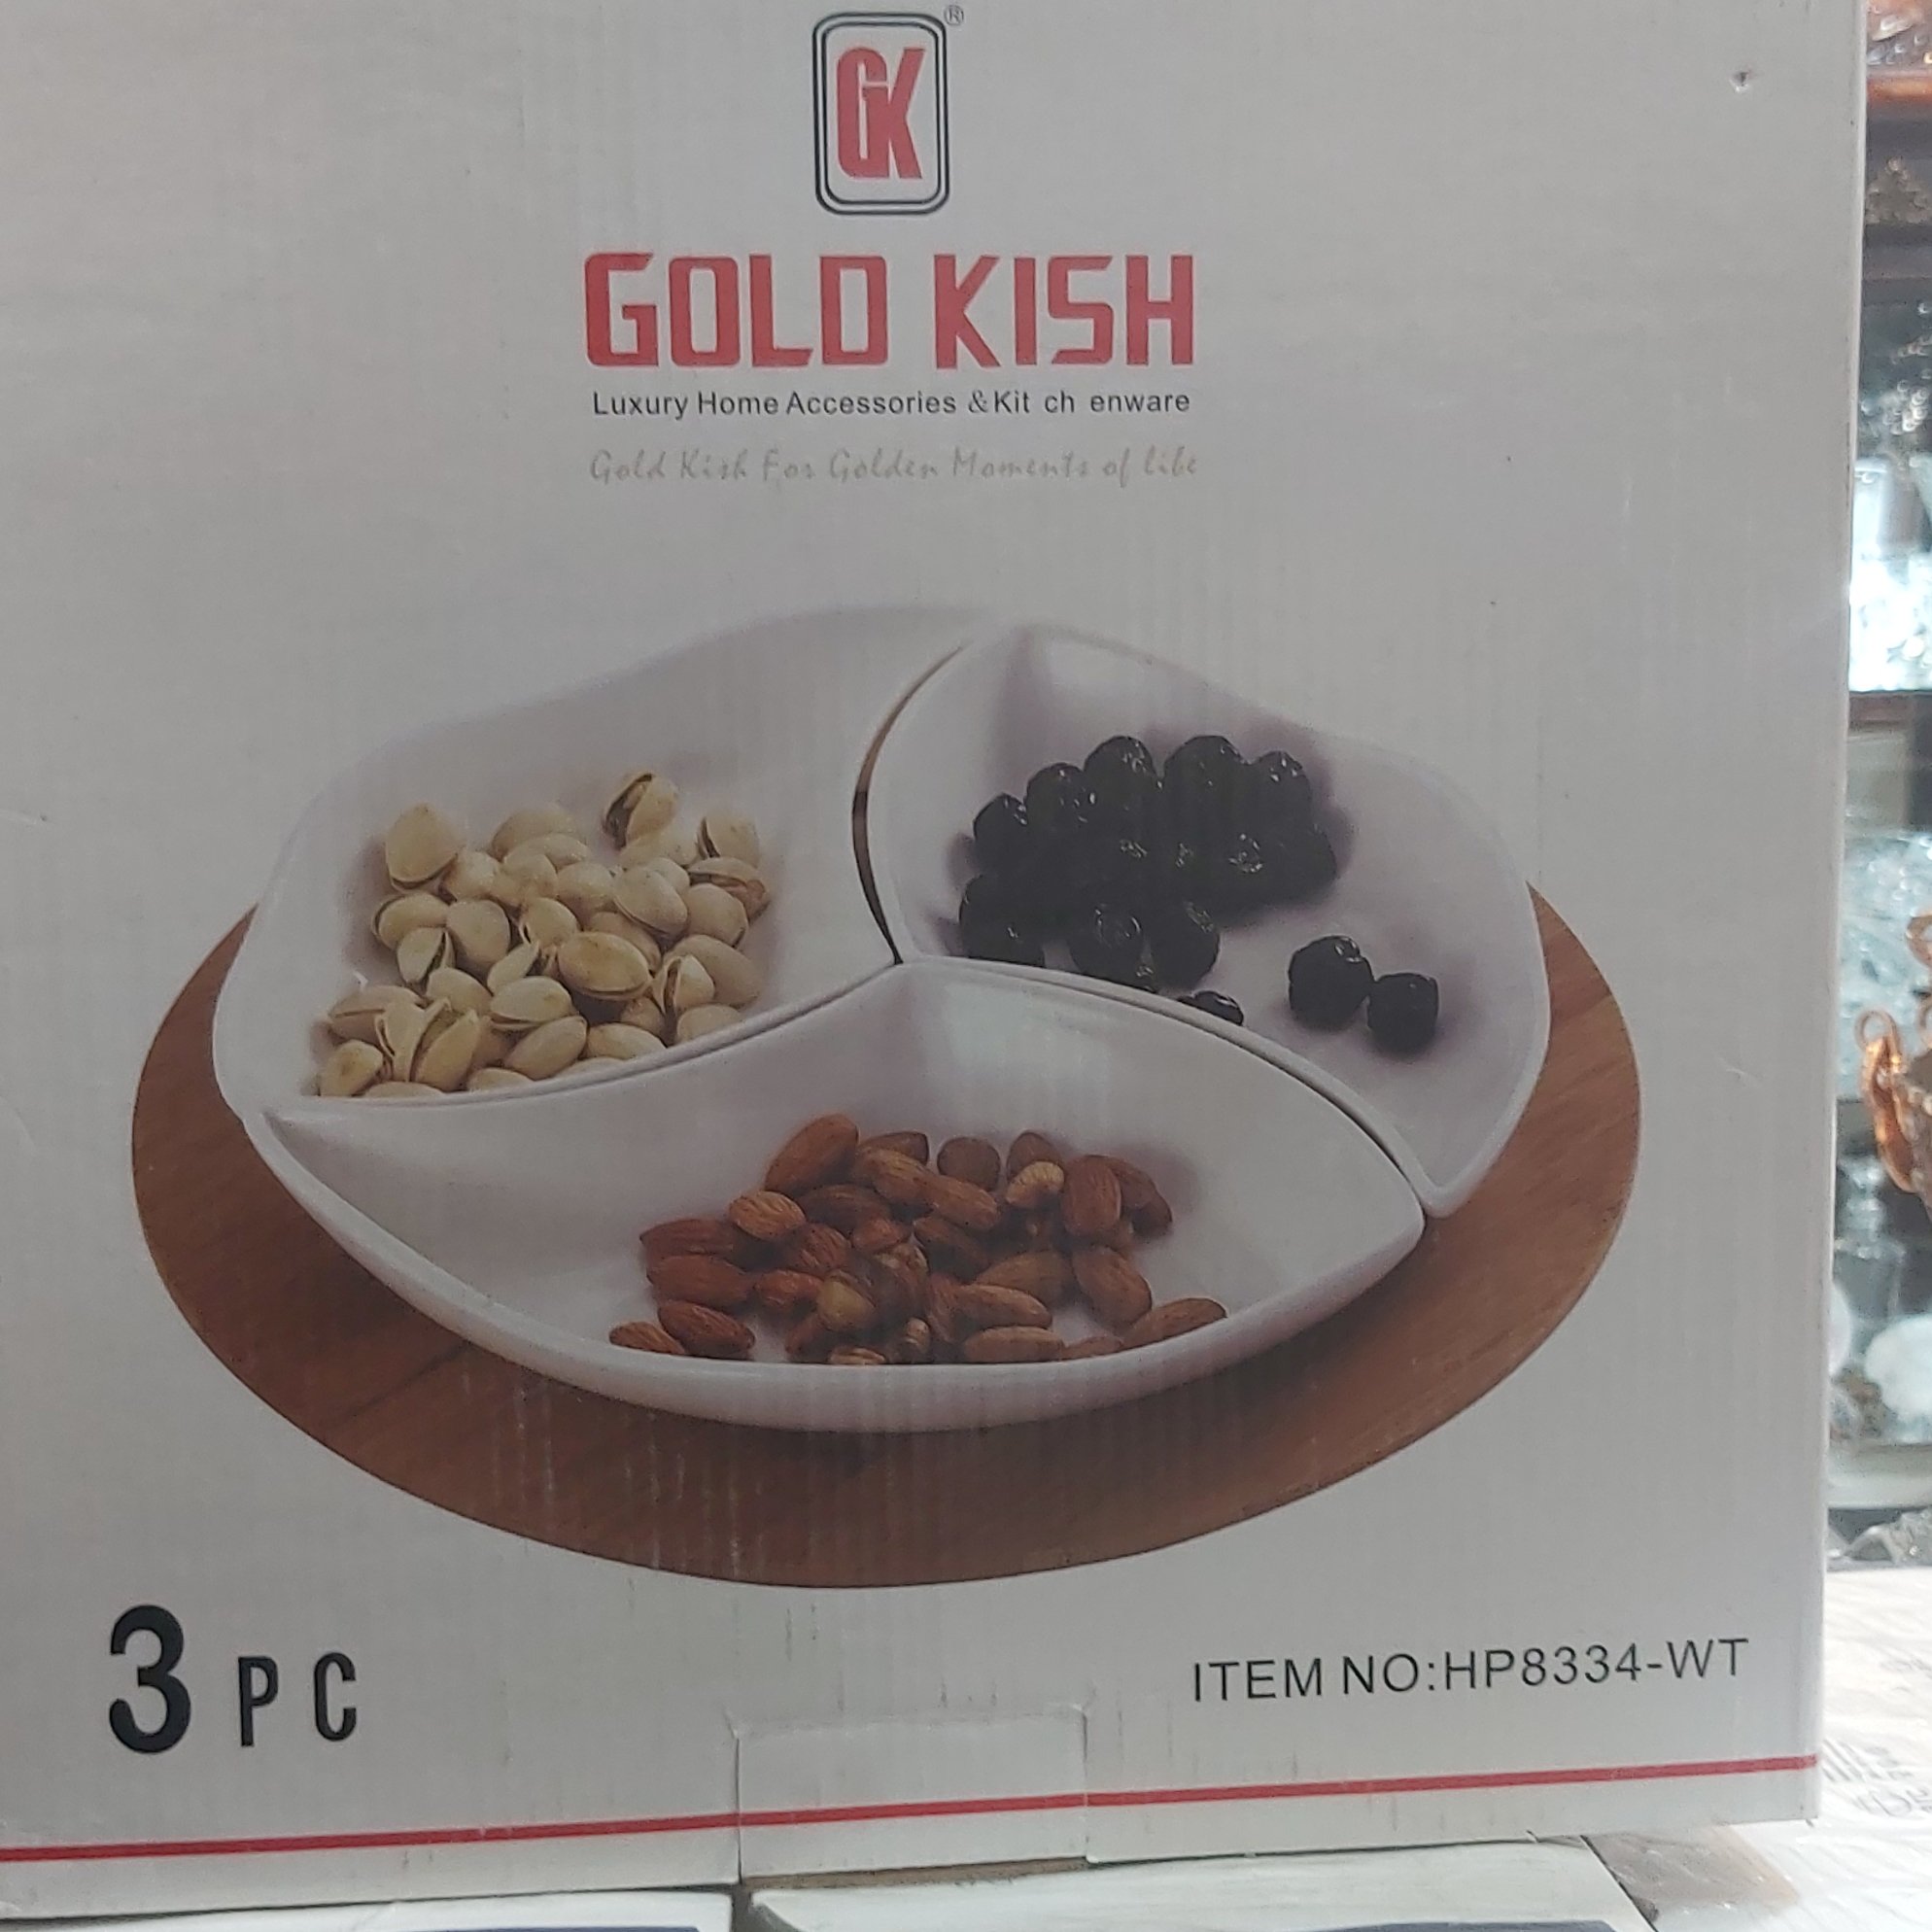 GK®
GOLD KISH
Luxury Home Accessories & Kit ch enware
Gold Kish For Golden Moments of libe
3 PC
ITEM NO:HP8334-WT